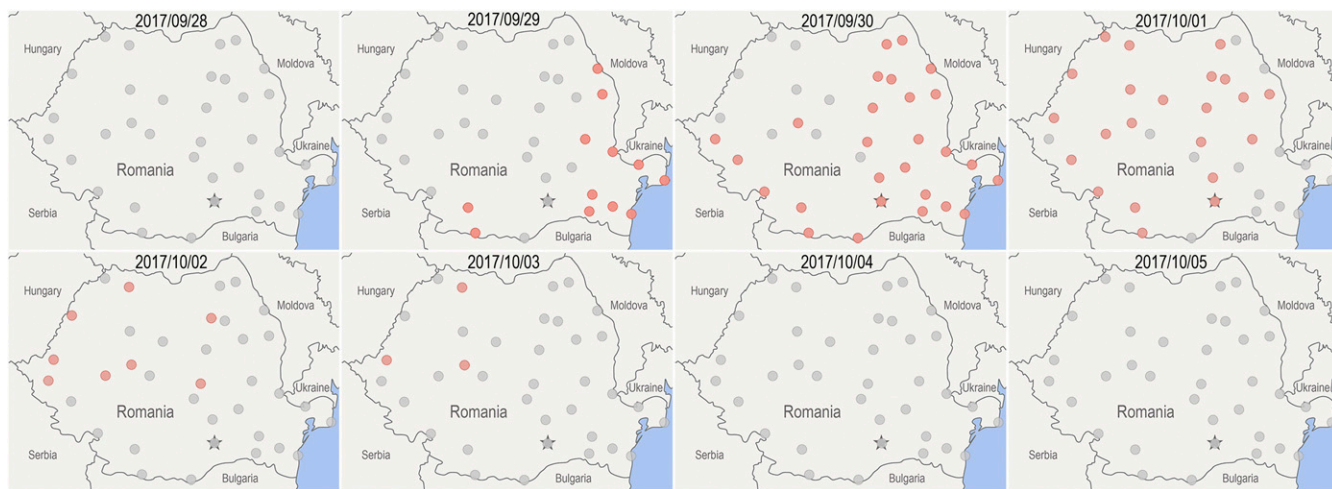 2017/09/28
Hungary
Moldova
Ukraine
Romania
Serbia
Bulgaria
2017/09/29
Hungary
Moldova
Ukraine
Romania
Serbia
Bulgaria
2017/09/30
Hungary
Moldova
Ukraine
Romania
Serbia
Bulgaria
2017/10/01
Hungary
Moldova
Ukraine
Romania
Serbia
Bulgaria
2017/10/02
Hungary
Moldova
Ukraine
Romania
Serbia
Bulgaria
2017/10/03
Hungary
Moldova
Ukraine
Romania
Serbia
Bulgaria
2017/10/04
Hungary
Moldova
Ukraine
Romania
Serbia
Bulgaria
2017/10/05
Hungary
Moldova
Ukraine
Romania
Serbia
Bulgaria